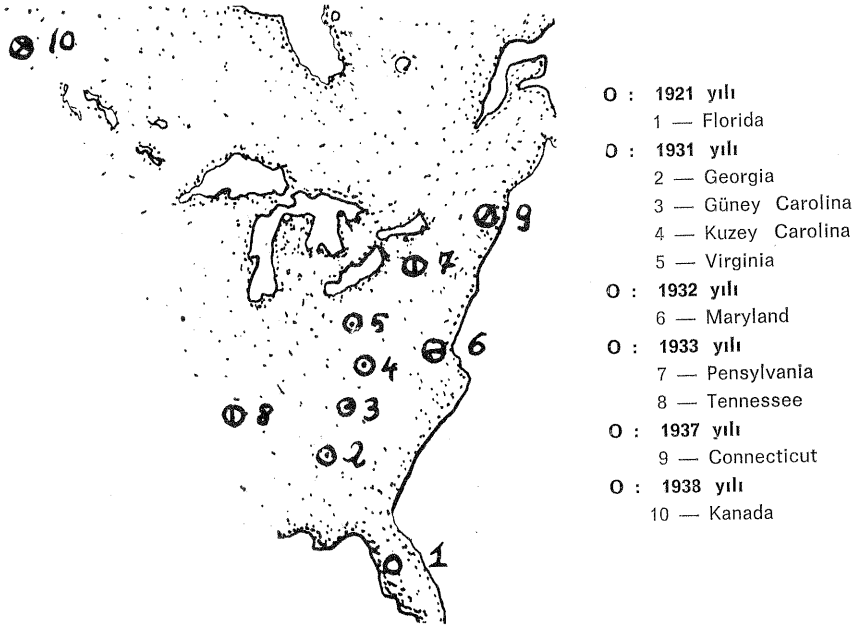 10
9
7
5
6
4
8
3
2
1
O : 1921 yılı
1 — Florida
O : 1931 yılı
2 — Georgia
3 — Güney Carolina
4 — Kuzey Carolina
5 — Virginia
O : 1932 yılı
6 — Maryland
O : 1933 yılı
7 — Pensylvania
8 — Tennessee
O : 1937 yılı
9 — Connecticut
O : 1938 yılı
10 — Kanada